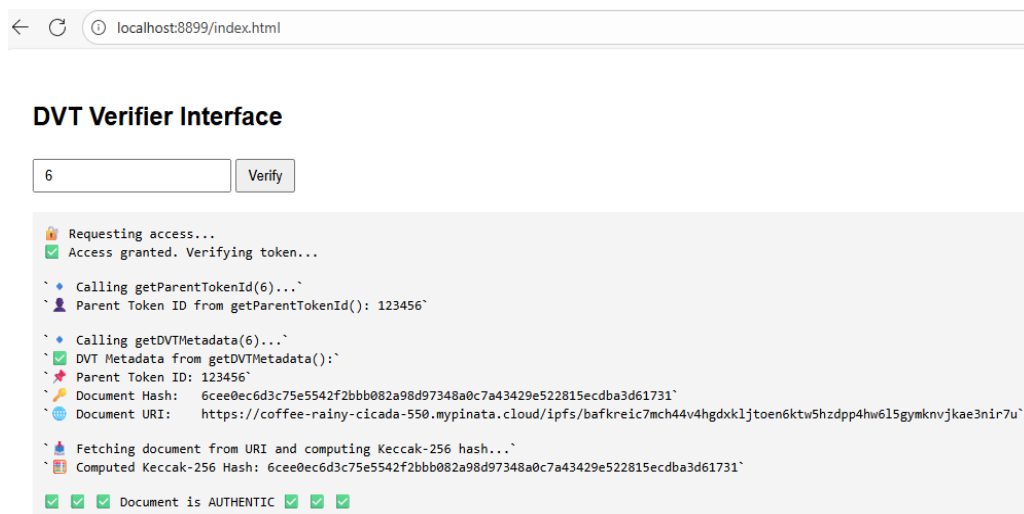 localhost:8899/index.html
DVT Verifier Interface
6 Verify
🔐 Requesting access...
✅ Access granted. Verifying token...
`🔹 Calling getParentTokenId(6)...`
`👤 Parent Token ID from getParentTokenId(): 123456`
`🔹 Calling getDVTMetadata(6)...`
`✅ DVT Metadata from getDVTMetadata():`
`📌 Parent Token ID: 123456`
`🔑 Document Hash: 6cee0ec6d3c75e5542f2bbb082a98d97348a0c7a43429e522815ecdba3d61731`
`🌐 Document URI: https://coffee-rainy-cicada-550.mypinata.cloud/ipfs/bafkreic7mch44v4hgdxkljtoen6ktw5hzdpp4hw6l5gymknvjkae3nir7u`
`📥 Fetching document from URI and computing Keccak-256 hash...`
`🧮 Computed Keccak-256 Hash: 6cee0ec6d3c75e5542f2bbb082a98d97348a0c7a43429e522815ecdba3d61731`
✅ ✅ ✅ Document is AUTHENTIC ✅ ✅ ✅